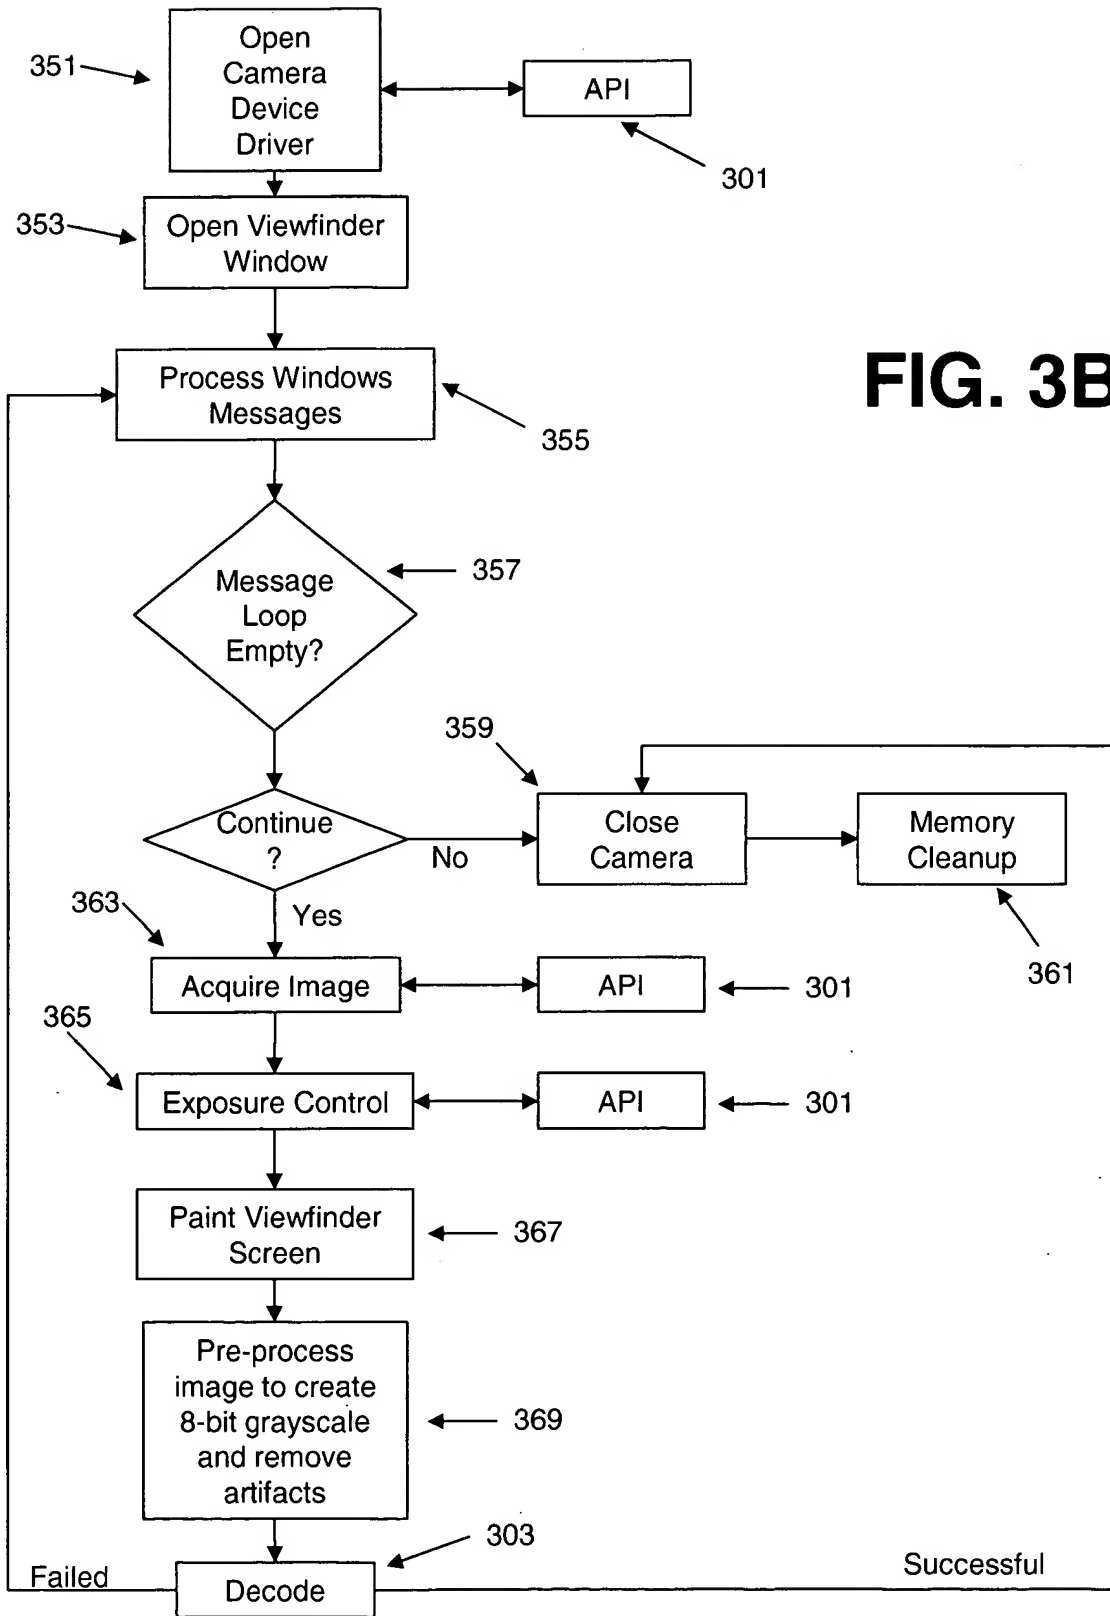 Open
Camera
Device
Driver
351
API
301
353
Open Viewfinder
Window
Process Windows
Messages
355
FIG. 3B
Message
Loop
Empty?
357
359
Continue
?
No
Close
Camera
Memory
Cleanup
361
363
Yes
Acquire Image
API
301
365
Exposure Control
API
301
Paint Viewfinder
Screen
367
Pre-process
image to create
8-bit grayscale
and remove
artifacts
369
303
Failed
Decode
Successful